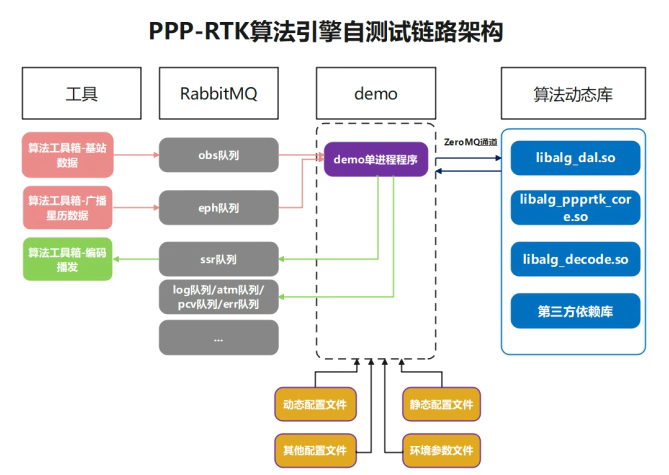 PPP-RTK算法引擎自测试链路架构
工具
RabbitMQ
demo
算法动态库
算法工具箱-基站
数据
obs队列
demo单进程程序
ZeroMQ通道
libalg_dal.so
算法工具箱-广播
星历数据
eph队列
libalg_ppprtk_cor
e.so
算法工具箱-编码
播发
ssr队列
libalg_decode.so
log队列/atm队列/
pcv队列/err队列
第三方依赖库
...
动态配置文件
静态配置文件
其他配置文件
环境参数文件